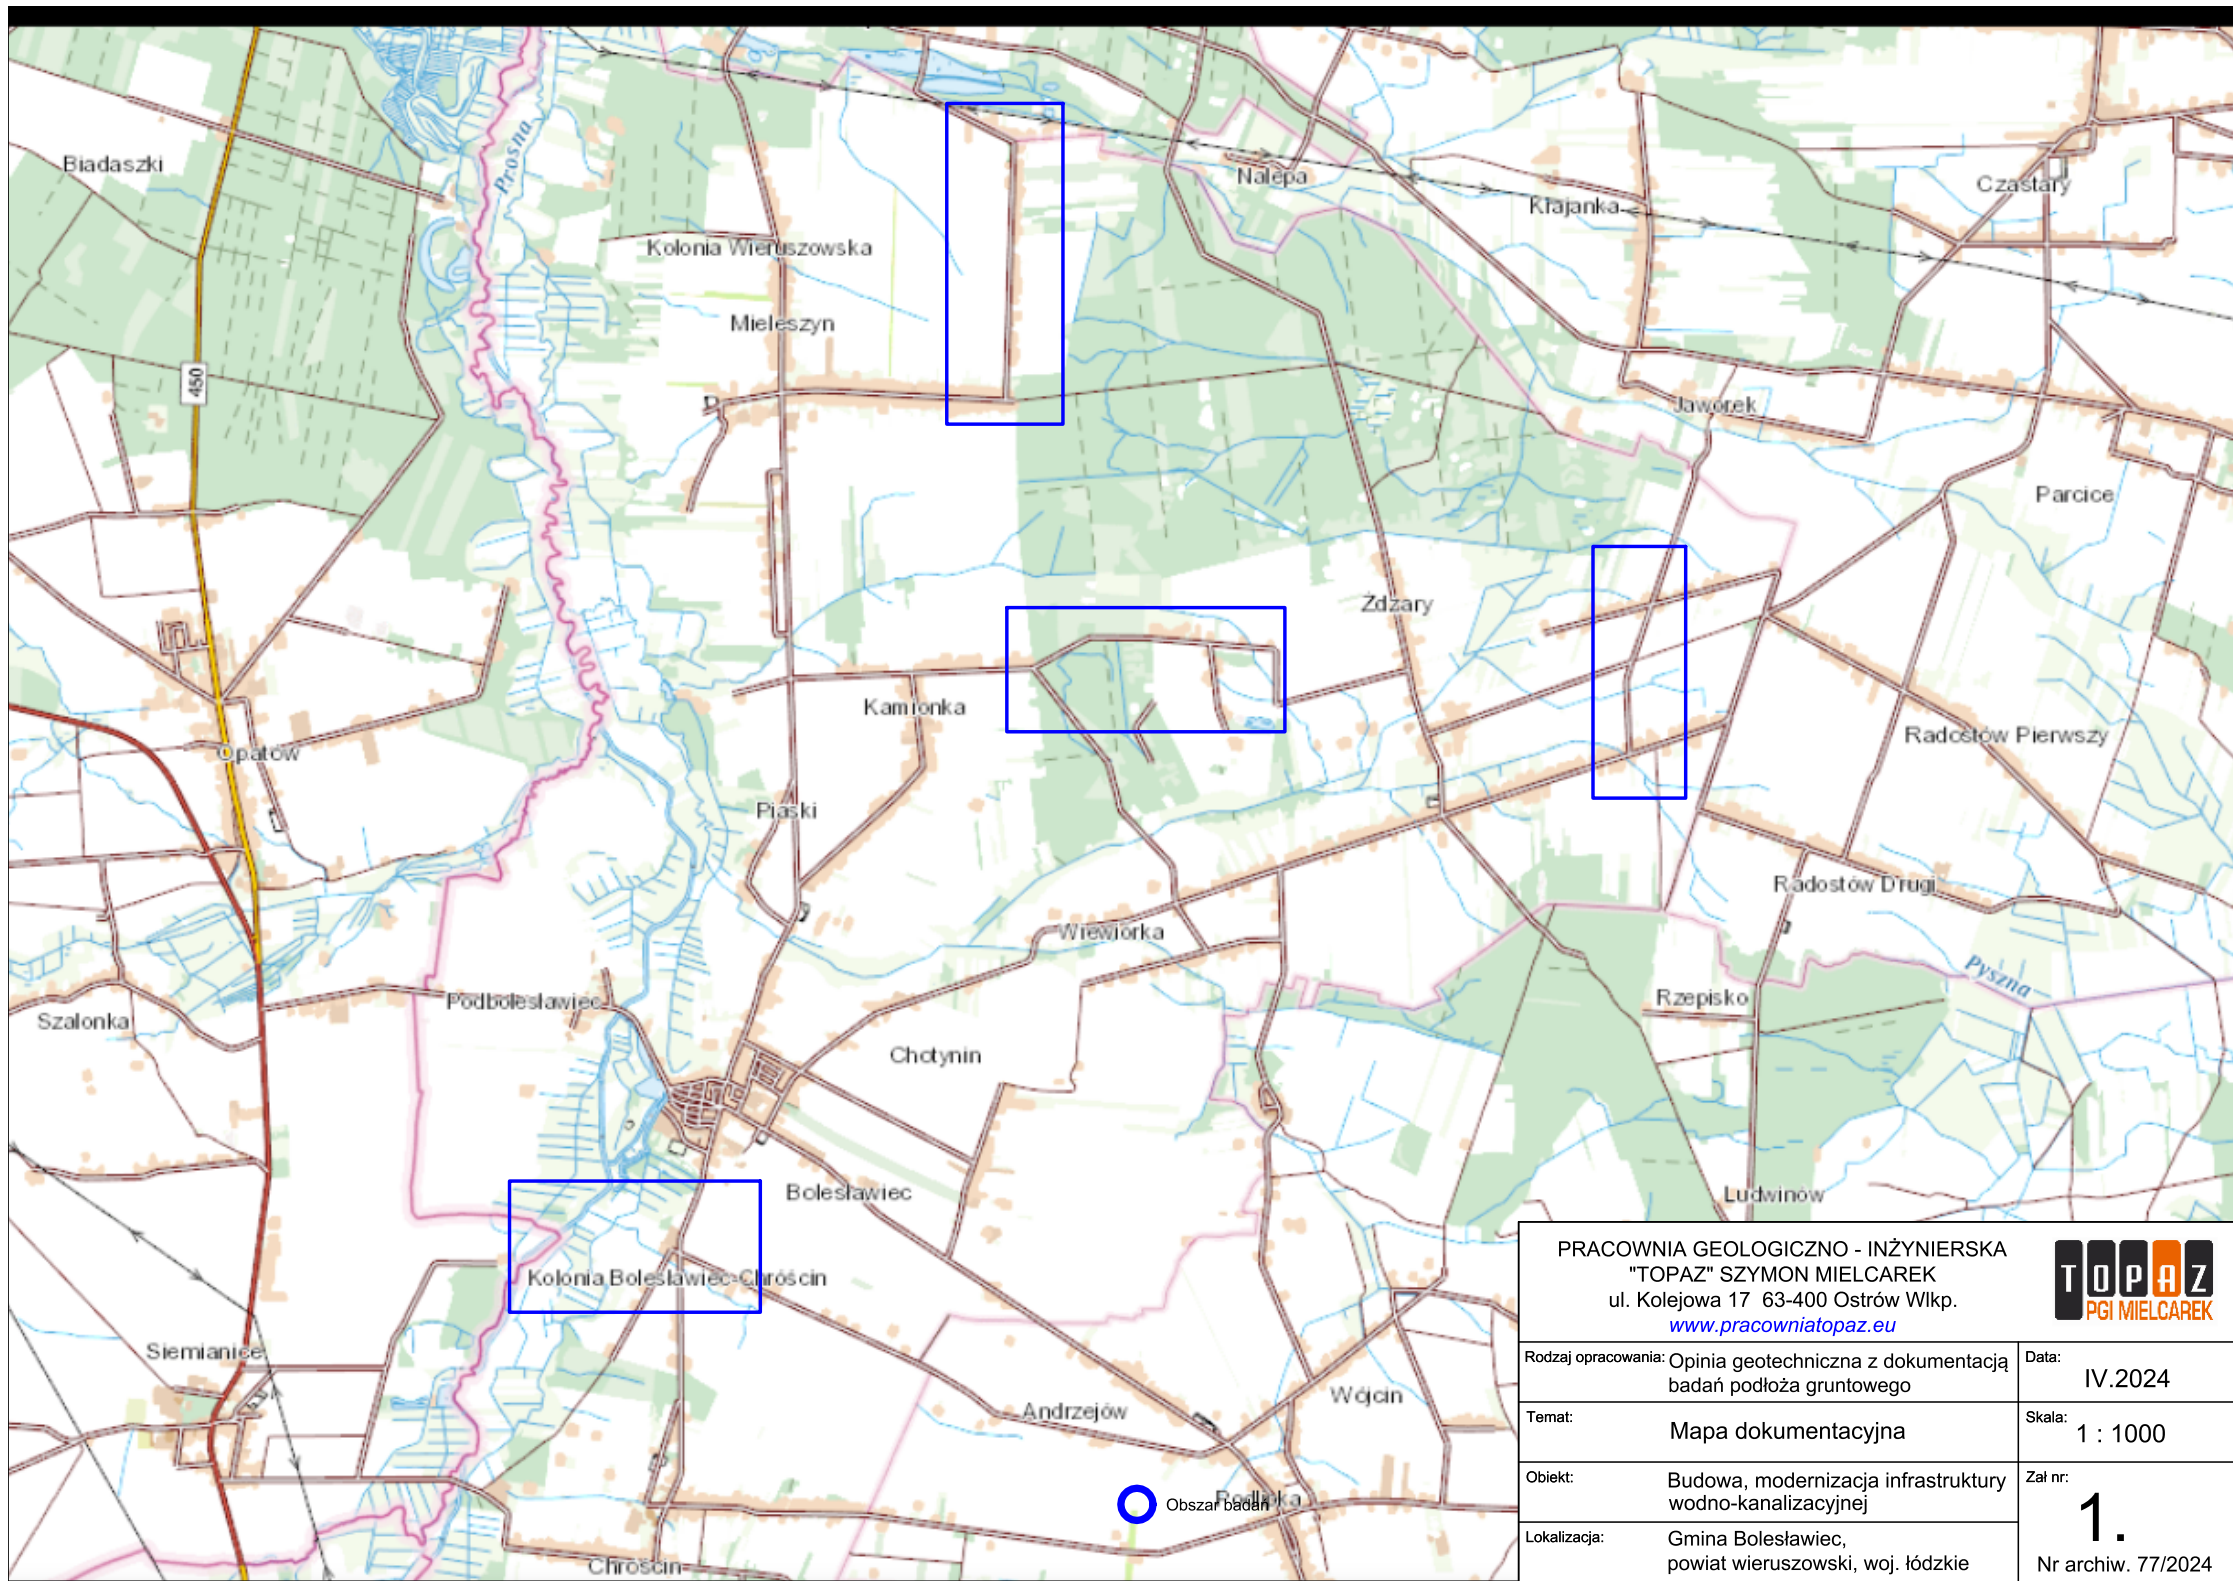 Prosna
Biadaszki
Nalepa
Czastary
Kłajanka
Kolonia Wieruszowska
Mieleszyn
450
Jaworek
Parcice
Żdżary
Kamionka
Radostów Pierwszy
Opatów
Piaski
Radostów Drugi
Wiewiórka
Pyszna
Podbolesławiec
Rzepisko
Szalonka
Chotynin
Bolesławiec
Ludwinów
Kolonia Bolesławiec-Chróścin
Siemianice
Wójcin
Andrzejów
Obszar badań
Chróścin
PRACOWNIA GEOLOGICZNO - INŻYNIERSKA
"TOPAZ" SZYMON MIELCAREK
ul. Kolejowa 17 63-400 Ostrów Wlkp.
www.pracowniatopaz.eu
TOPAZ
PGI MIELCAREK
Rodzaj opracowania: Opinia geotechniczna z dokumentacją
badań podłoża gruntowego
Data:
IV.2024
Temat:
Mapa dokumentacyjna
Skala:
1 : 1000
Obiekt:
Budowa, modernizacja infrastruktury
wodno-kanalizacyjnej
Zał nr:
1.
Lokalizacja:
Gmina Bolesławiec,
powiat wieruszowski, woj. łódzkie
Nr archiw. 77/2024